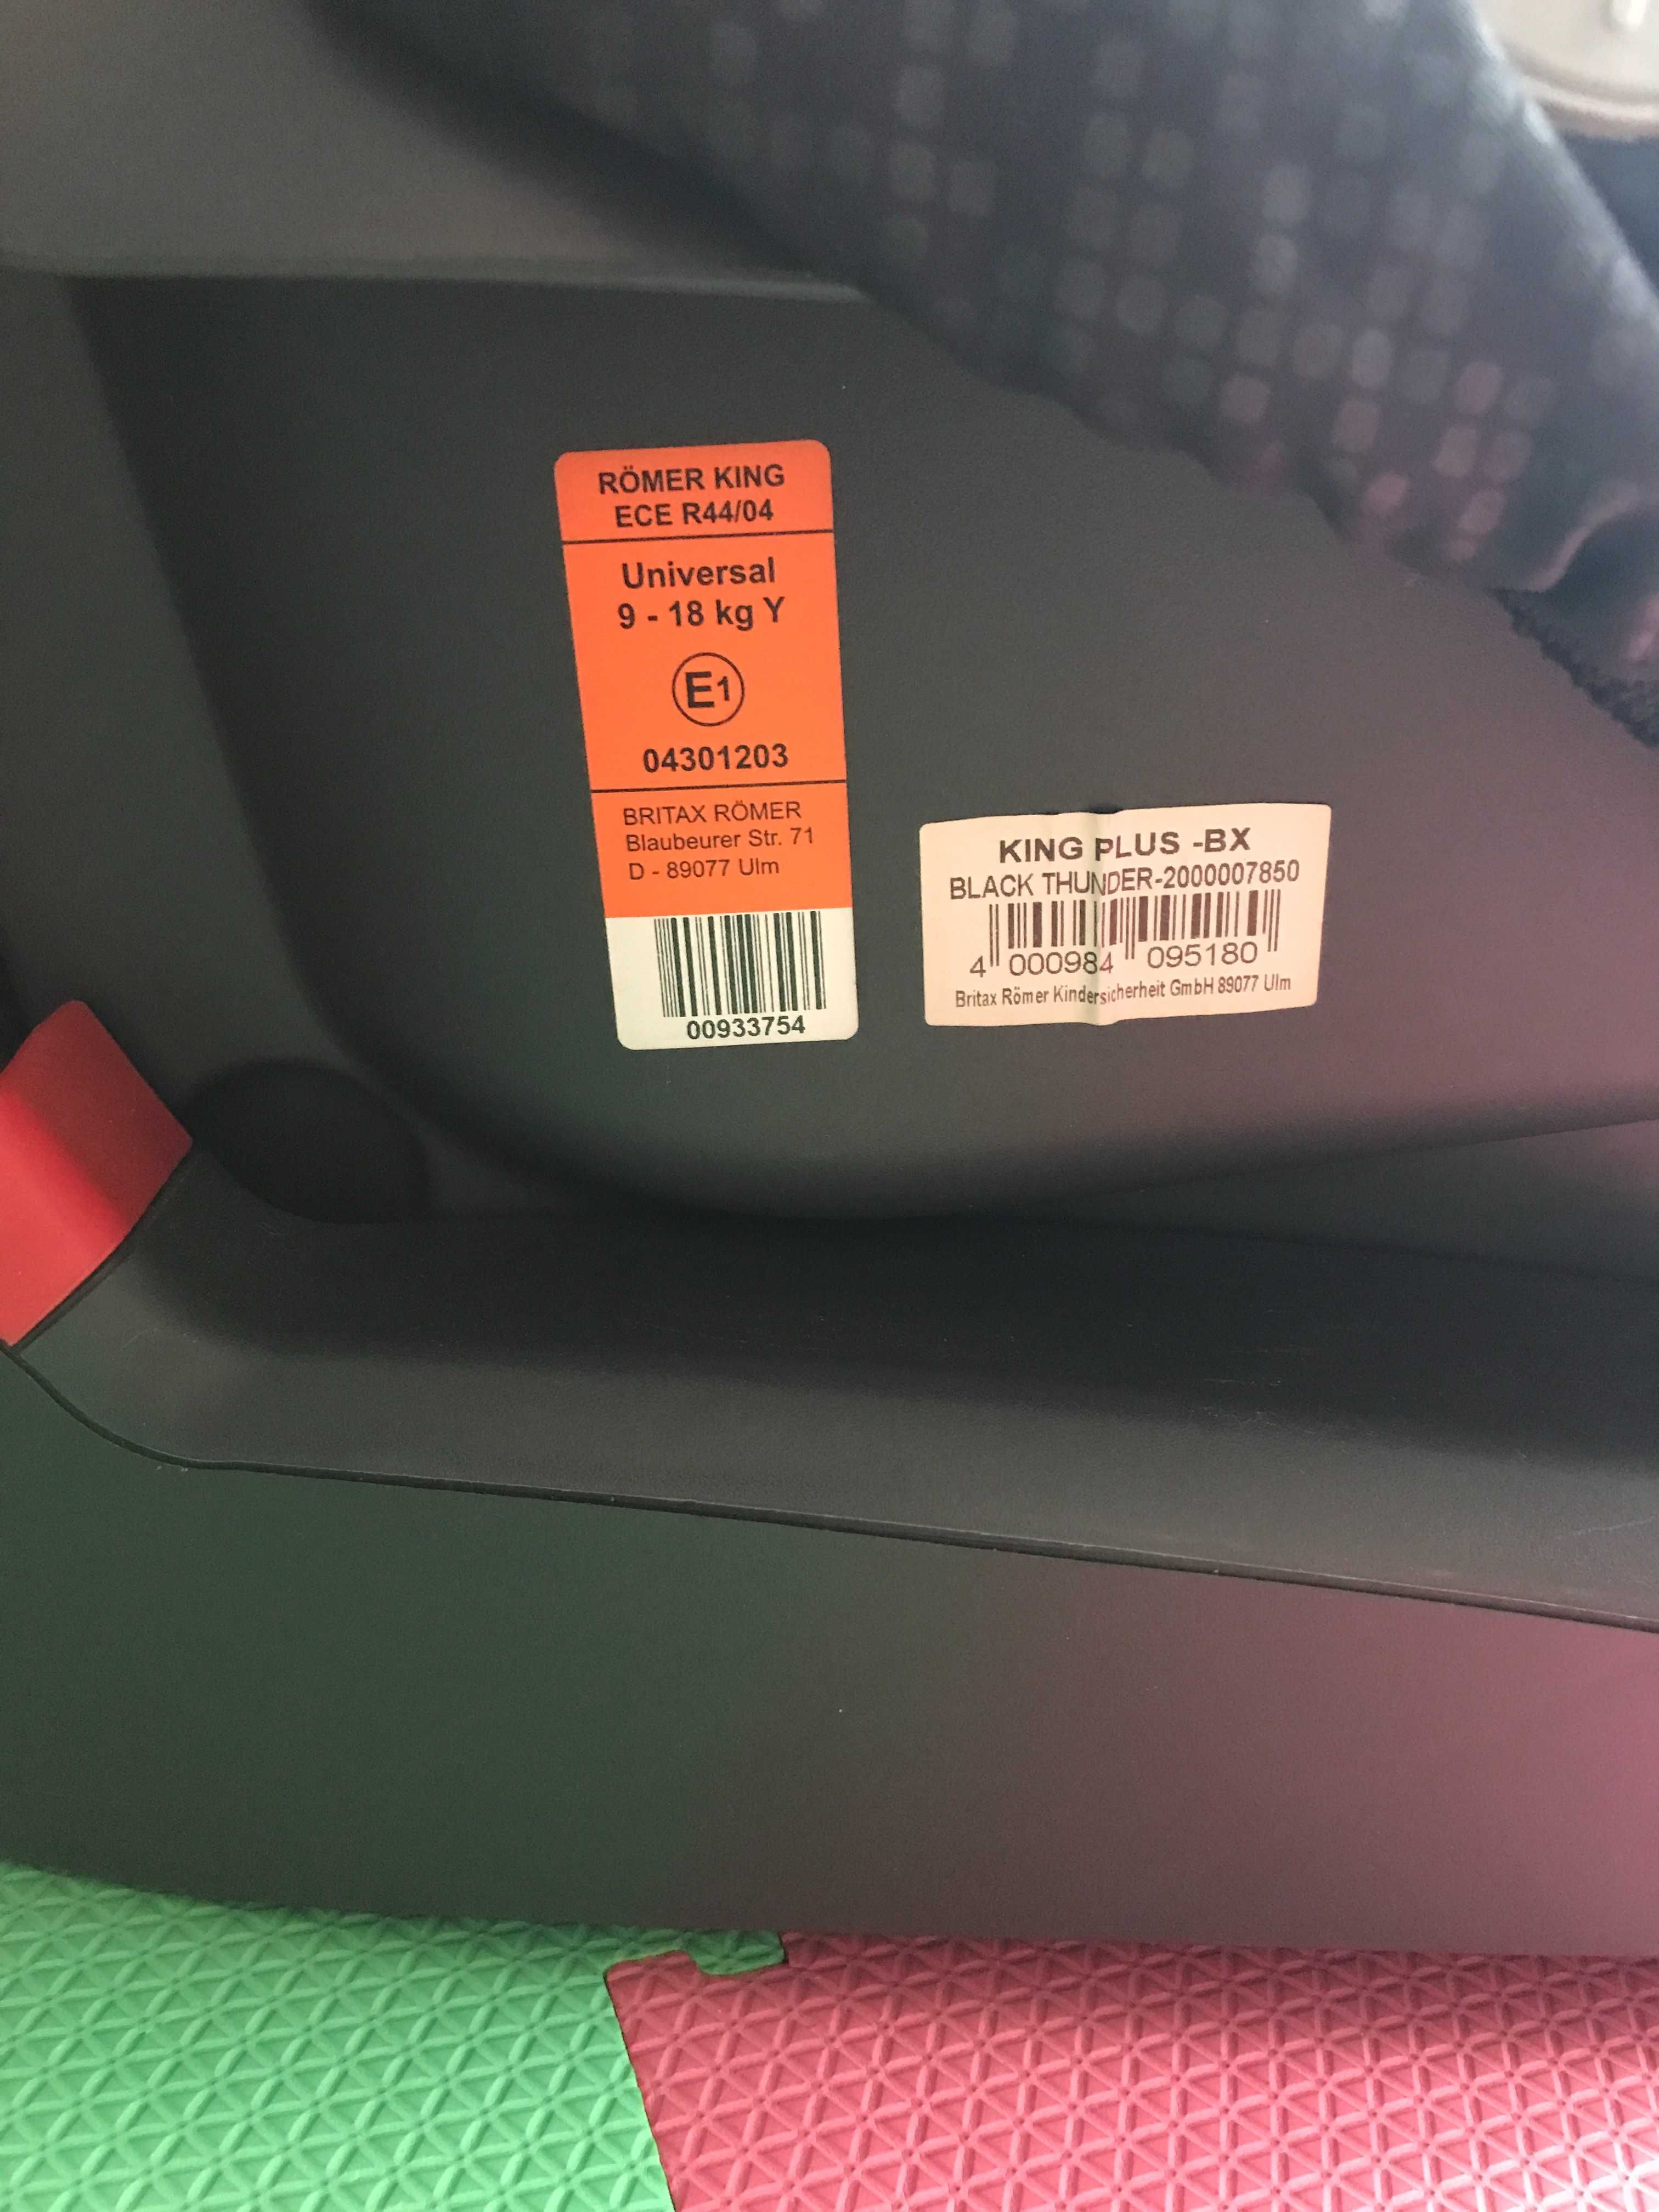 RÖMER KING
ECE R44/04
Universal
9 - 18 kg Y
E1
04301203
BRITAX RÖMER
Blaubeurer Str. 71
D - 89077 Ulm
00933754
KING PLUS -BX
BLACK THUNDER-2000007850
4 000984 095180
Britax Römer Kindersicherheit GmbH 89077 Ulm